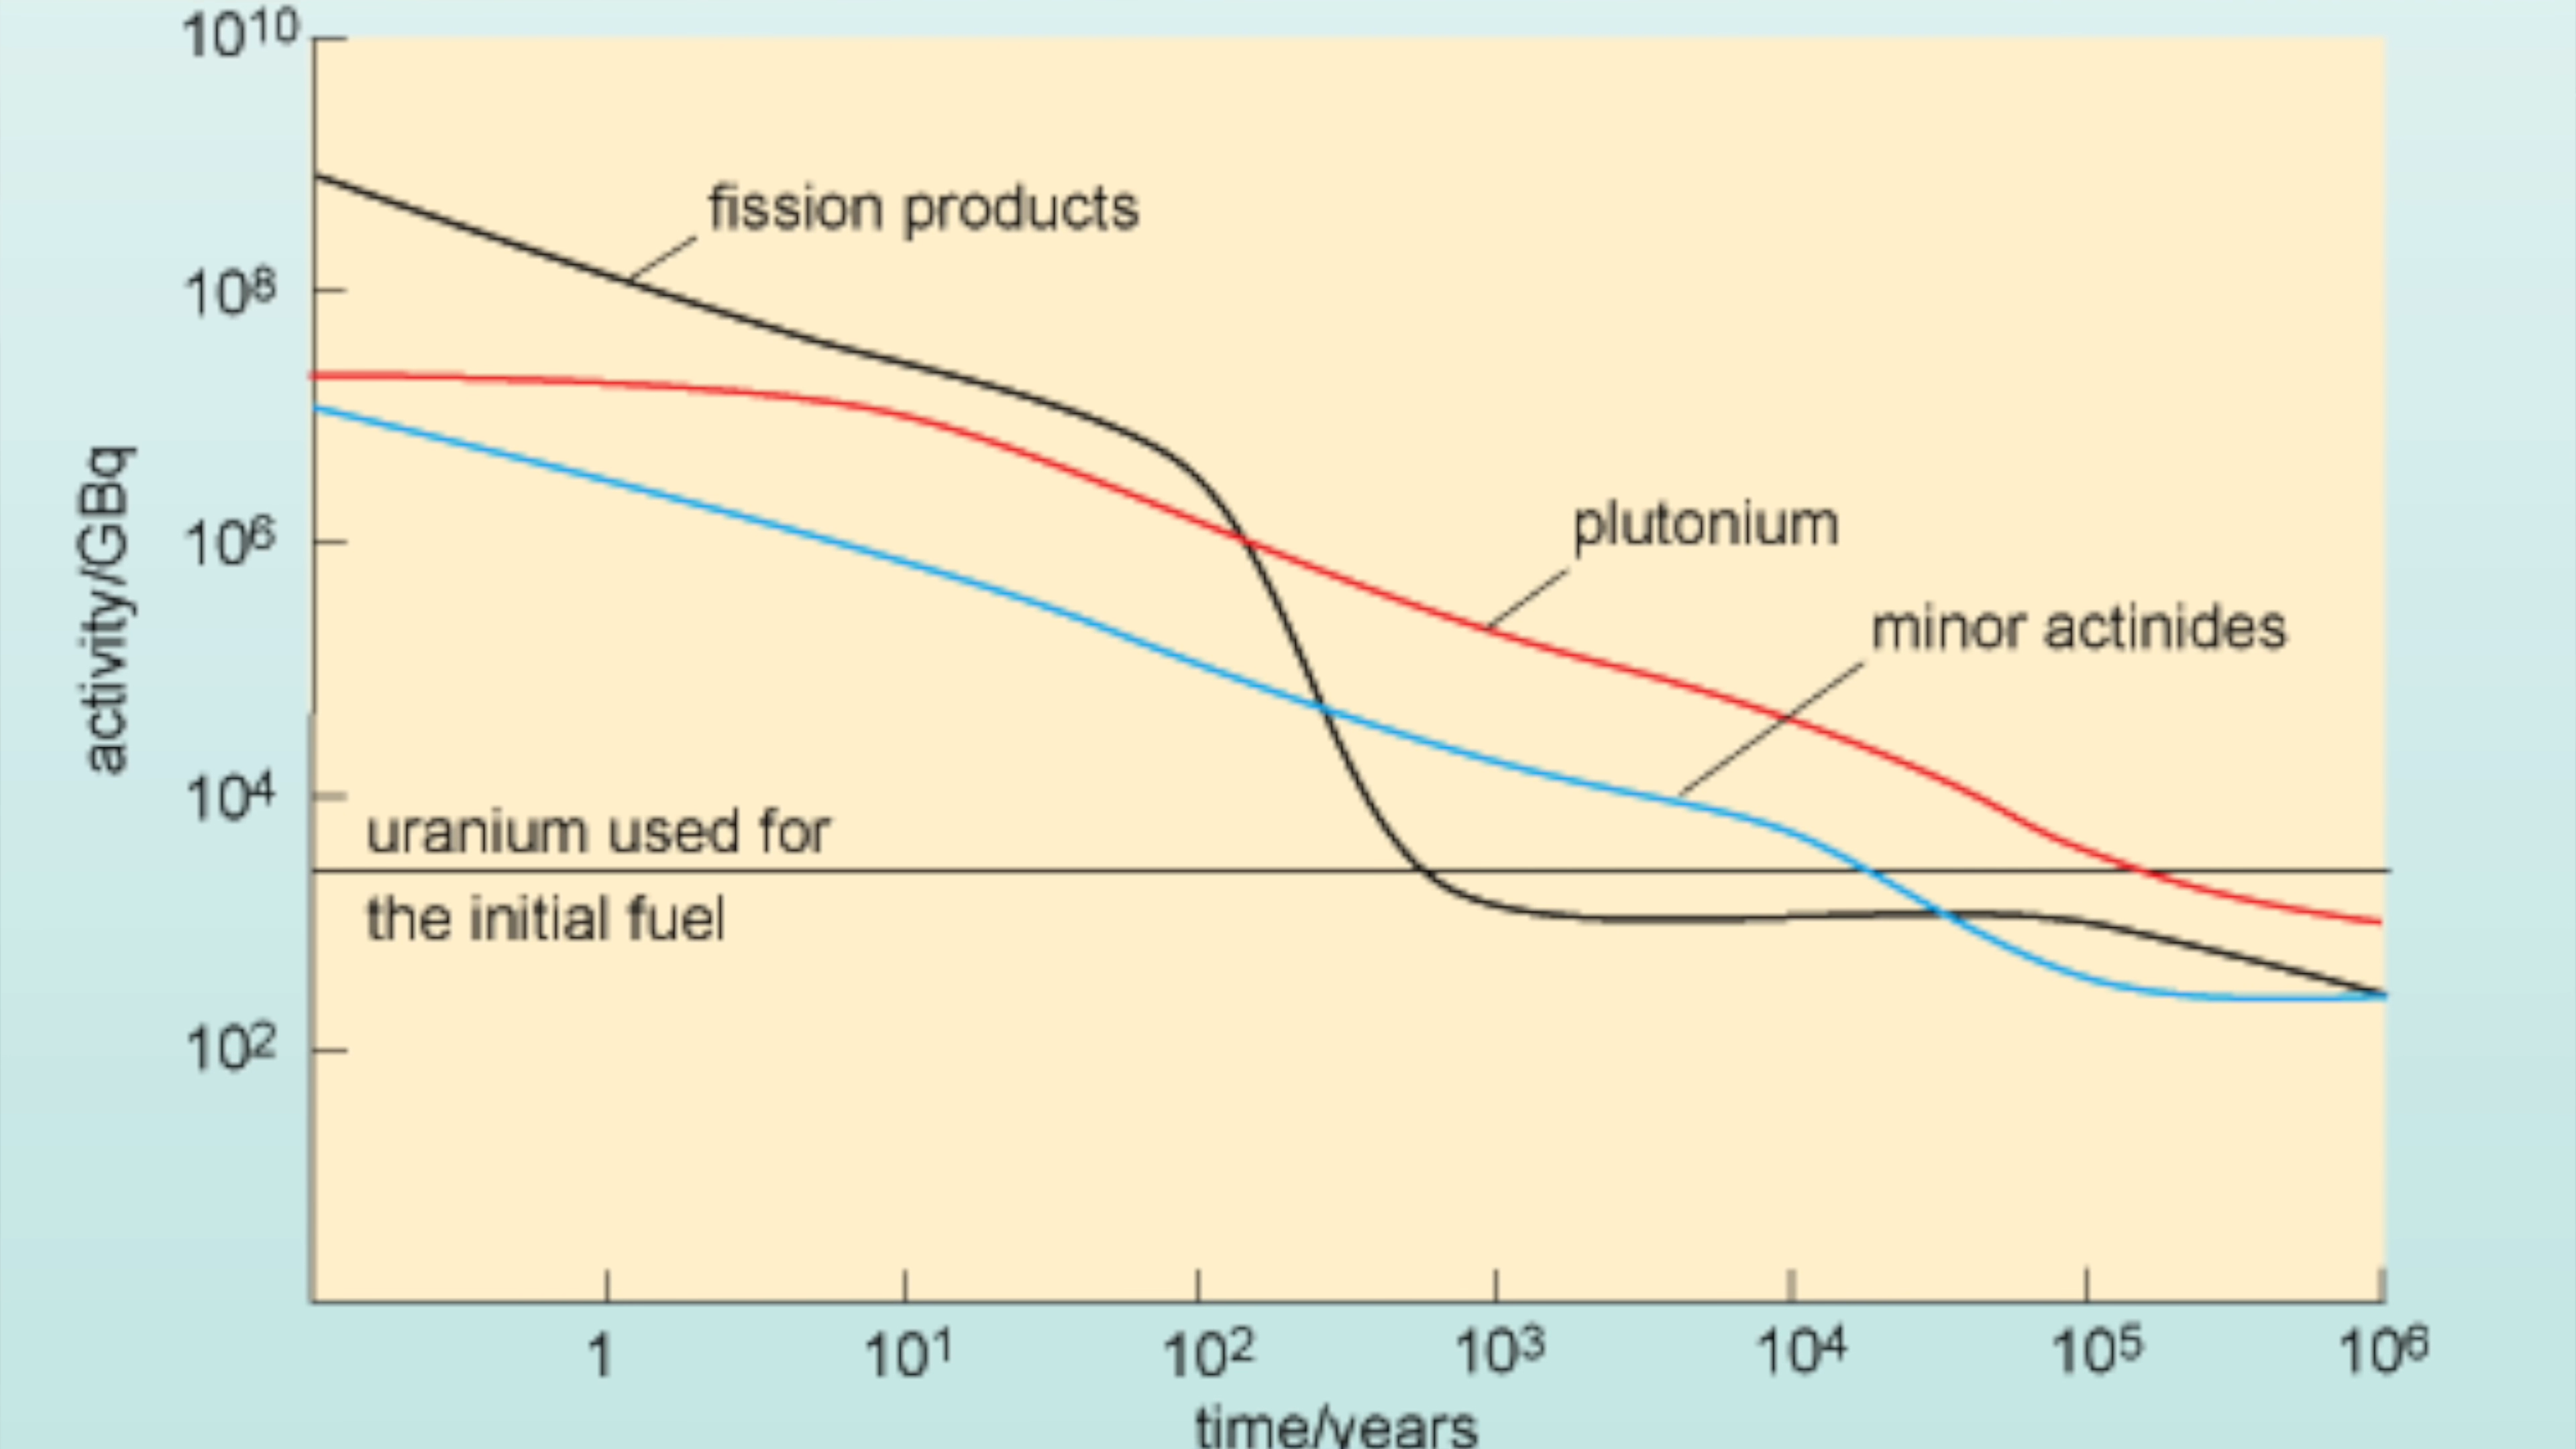 10¹⁰
fission products
10⁸
plutonium
10⁶
minor actinides
activity/GBq
10⁴
uranium used for
the initial fuel
10²
1 10¹ 10² 10³ 10⁴ 10⁵ 10⁶
time/years